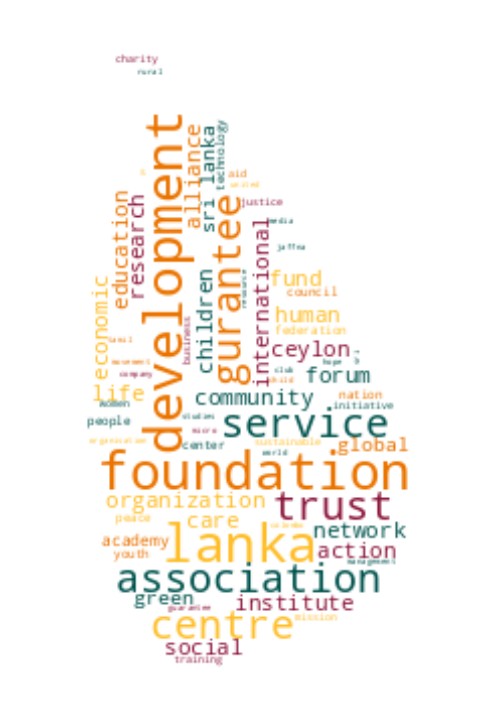 charity
rural
development
alliance
sri lanka
technology
aid
united
education
research
gurantee
justice
media
international
jaffna
children
resource
economic
fund
council
human
federation
business
tamil
ceylon
movement
company
hope
club
forum
child
life
women
community
nation
initiative
people
studies
service
micro
organisation
center
sustainable
global
world
foundation
organization
trust
peace
care
colombo
lanka
network
academy
action
youth
management
association
green
guarantee
institute
centre
mission
social
training